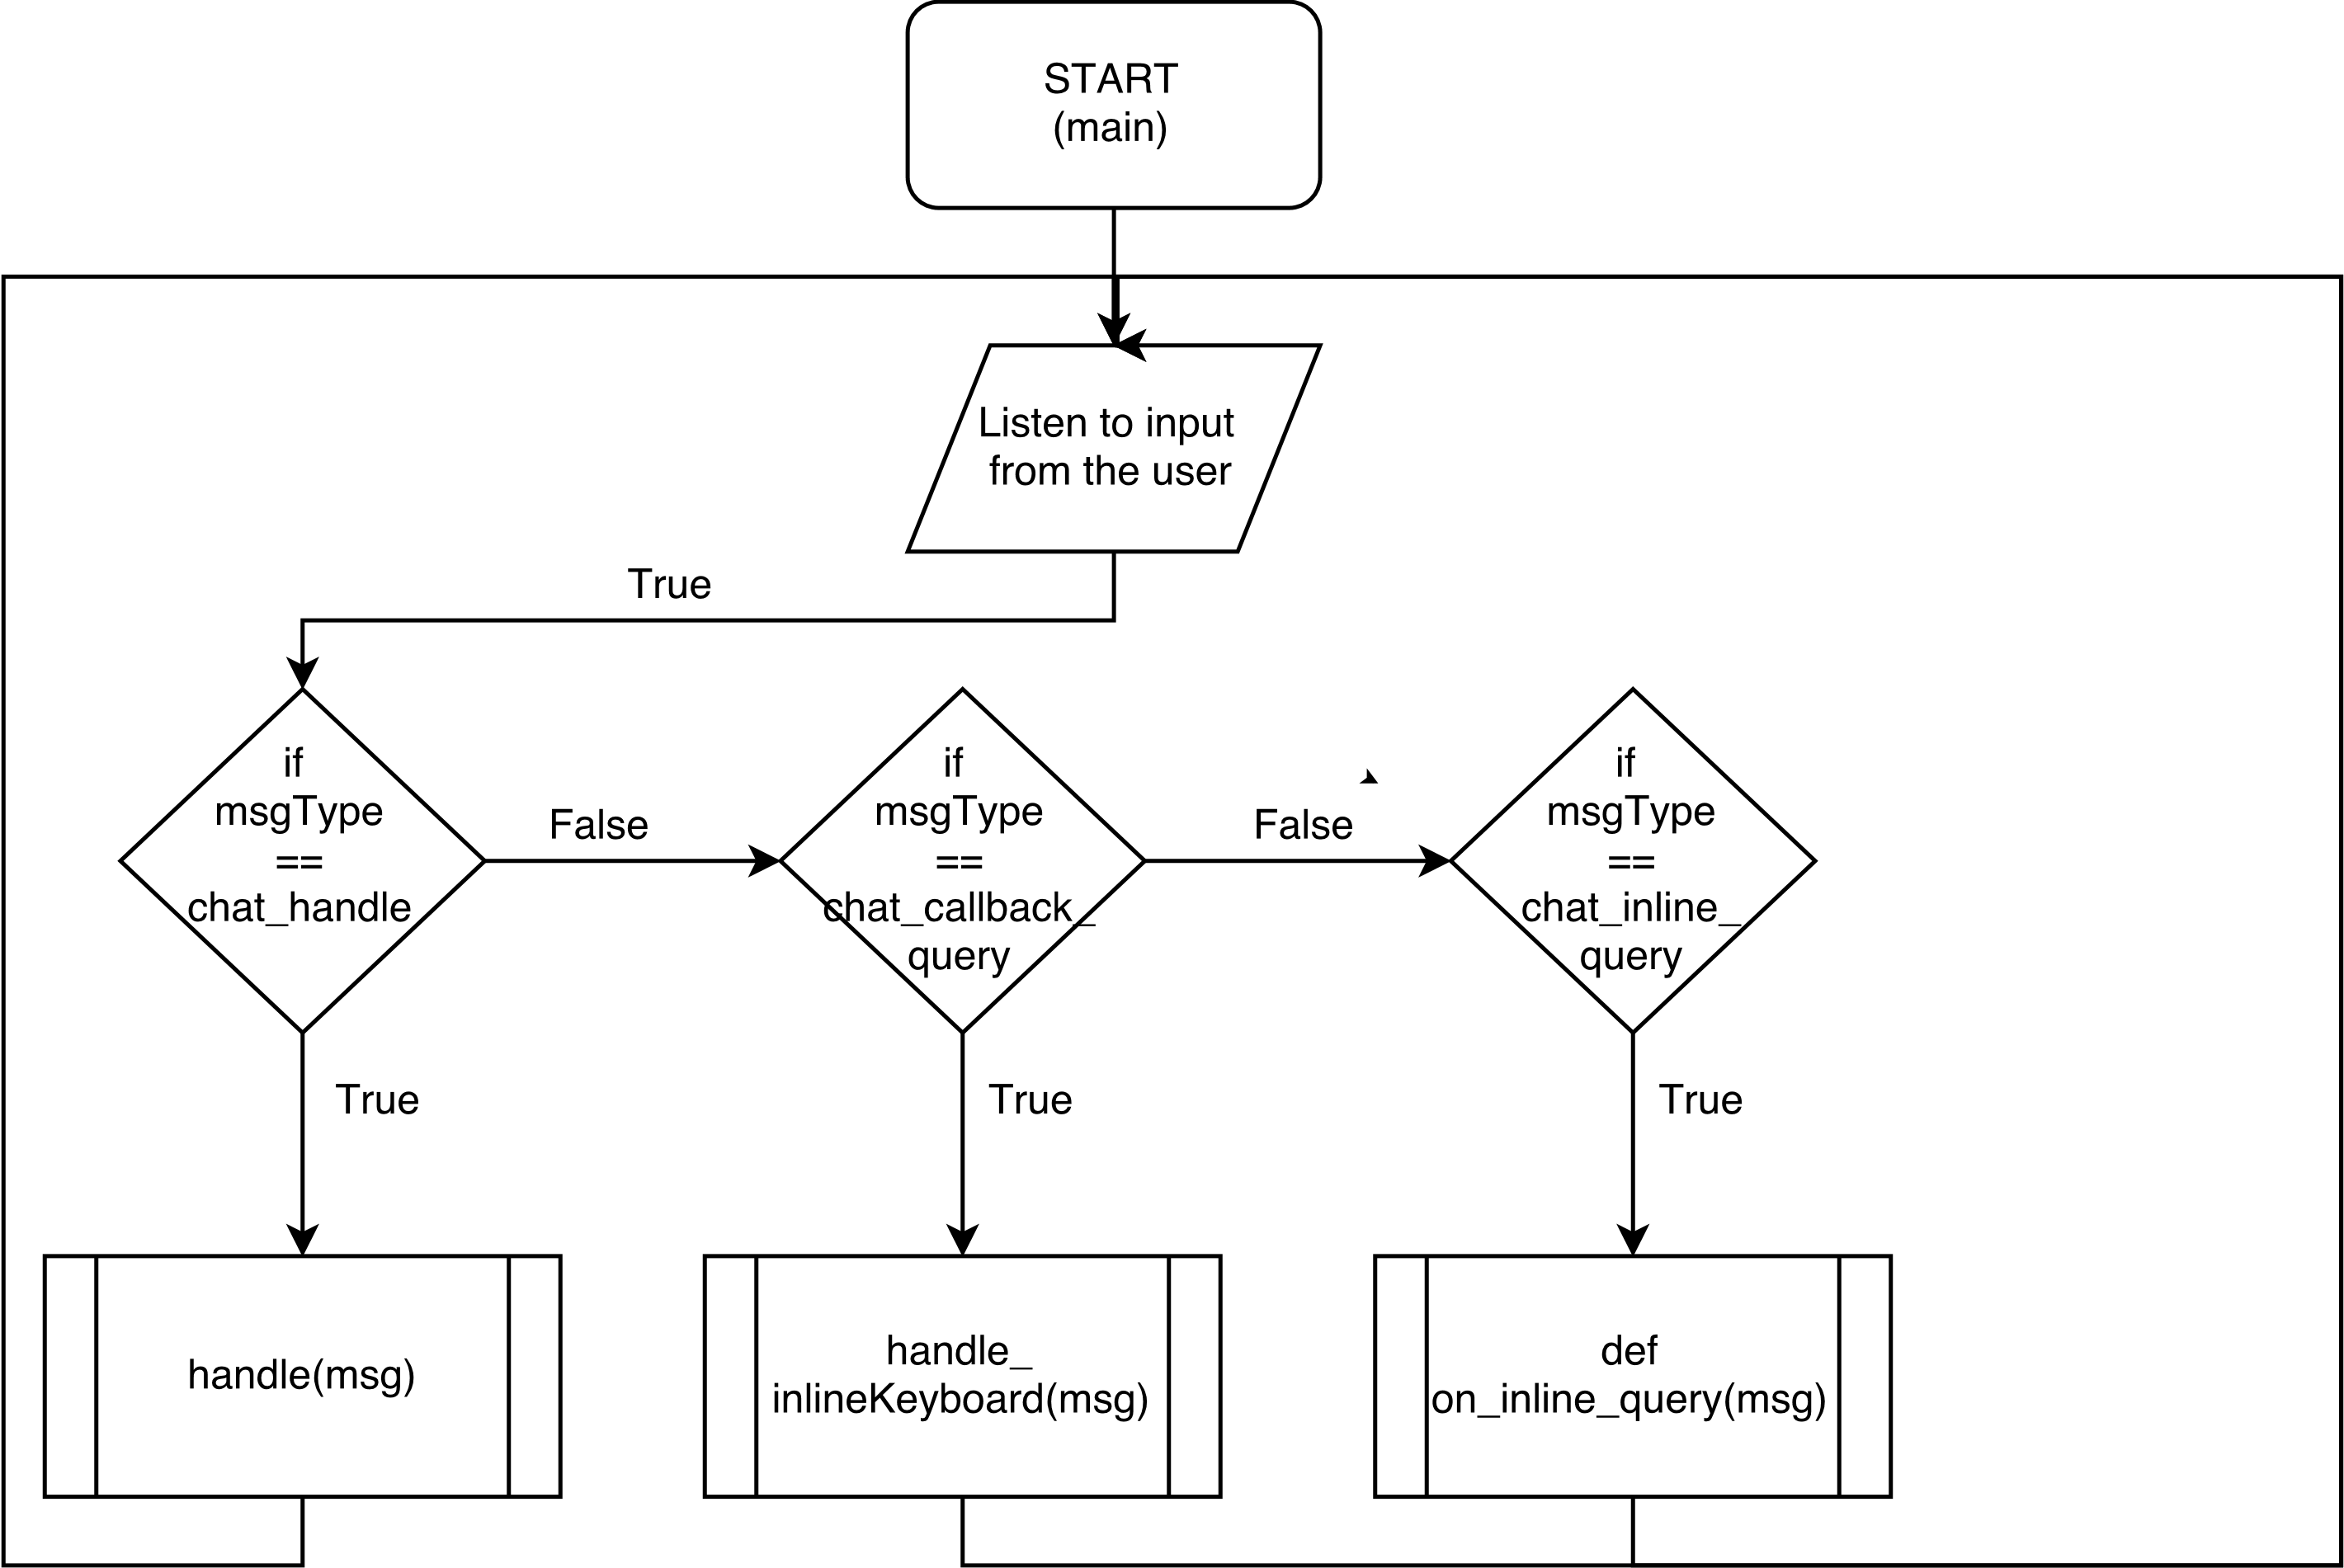 START
(main)
Listen to input
from the user
True
if
msgType
==
chat_handle
False
if
msgType
==
chat_callback_
query
False
if
msgType
==
chat_inline_
query
True
True
True
handle(msg)
handle_
inlineKeyboard(msg)
def
on_inline_query(msg)